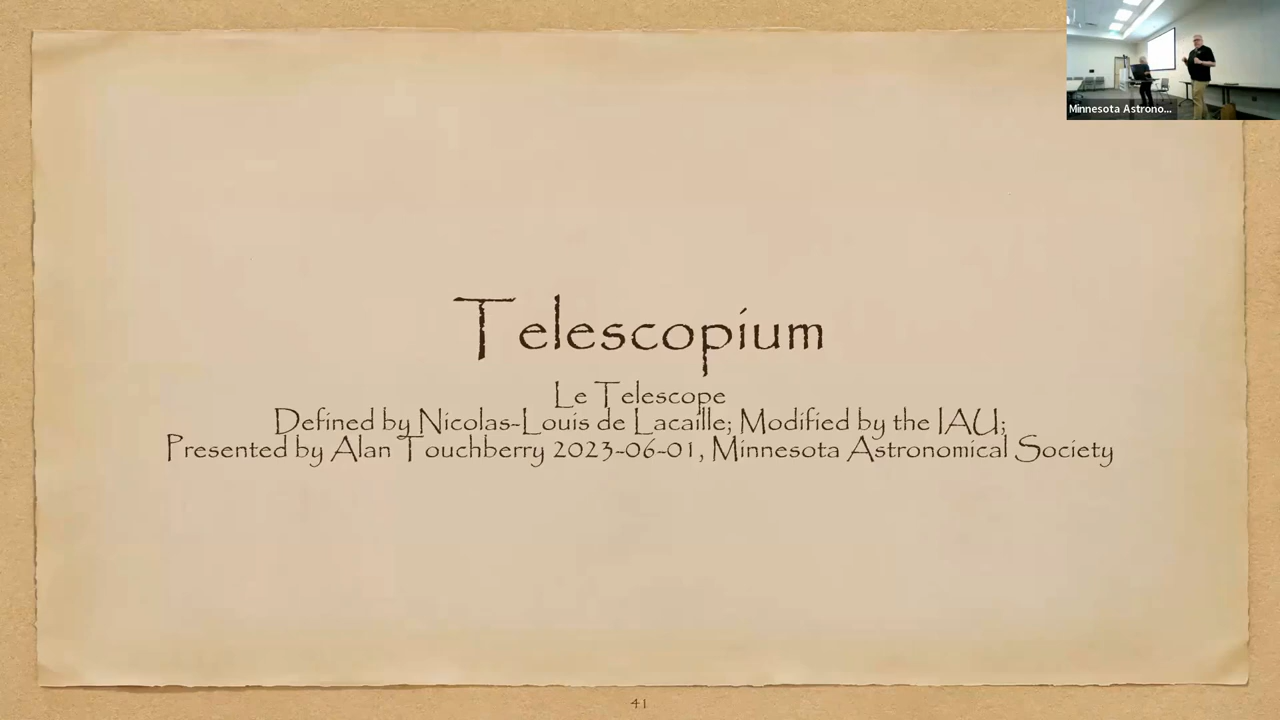 Minnesota Astrono...
Telescopium
Le Telescope
Defined by Nicolas-Louis de Lacaille; Modified by the IAU;
Presented by Alan Touchberry 2023-06-01, Minnesota Astronomical Society
41